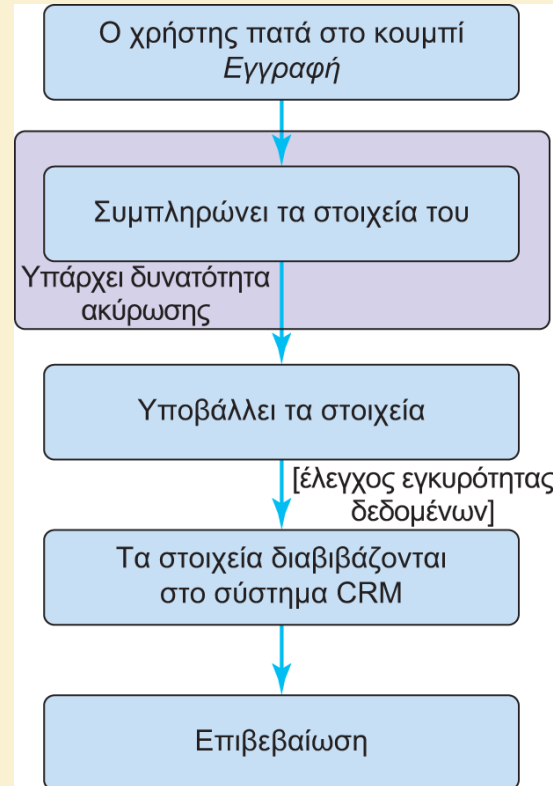 Ο χρήστης πατά στο κουμπί
Εγγραφή
Συμπληρώνει τα στοιχεία του
Υπάρχει δυνατότητα
ακύρωσης
Υποβάλλει τα στοιχεία
[έλεγχος εγκυρότητας
δεδομένων]
Τα στοιχεία διαβιβάζονται
στο σύστημα CRM
Επιβεβαίωση